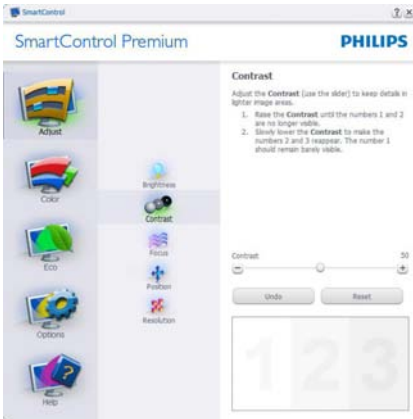 SmartControl
SmartControl Premium
PHILIPS
Adjust
Color
Eco
Options
Help
Brightness
Contrast
Focus
Position
Resolution
Contrast
Adjust the Contrast (use the slider) to keep details in
lighter image areas.
1. Raise the Contrast until the numbers 1 and 2
are no longer visible.
2. Slowly lower the Contrast to make the
numbers 2 and 3 reappear. The number 1
should remain barely visible.
Contrast 50
Undo Reset
1 2 3